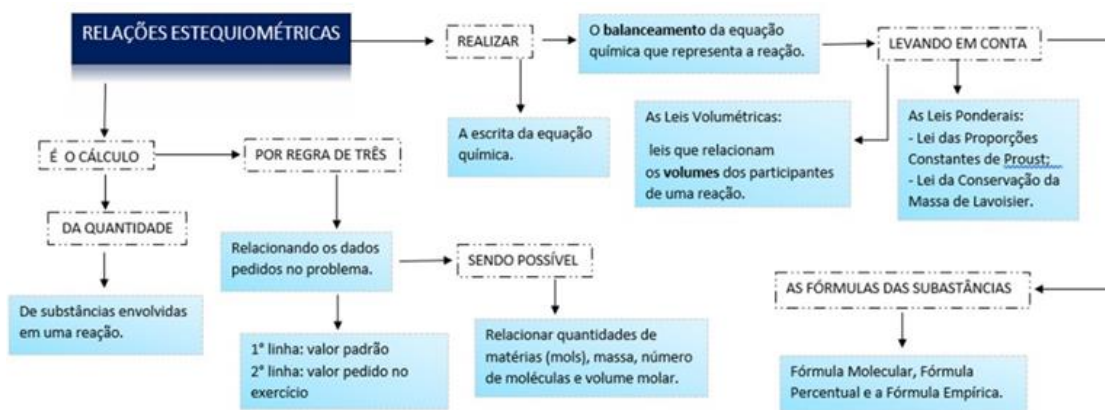 RELAÇÕES ESTEQUIOMÉTRICAS
REALIZAR
O balanceamento da equação
química que representa a reação.
LEVANDO EM CONTA
A escrita da equação
química.
As Leis Volumétricas:
leis que relacionam
os volumes dos participantes
de uma reação.
As Leis Ponderais:
- Lei das Proporções
Constantes de Proust;
- Lei da Conservação da
Massa de Lavoisier.
É O CÁLCULO
POR REGRA DE TRÊS
DA QUANTIDADE
De substâncias envolvidas
em uma reação.
Relacionando os dados
pedidos no problema.
SENDO POSSÍVEL
1° linha: valor padrão
2° linha: valor pedido no
exercício
Relacionar quantidades de
matérias (mols), massa, número
de moléculas e volume molar.
AS FÓRMULAS DAS SUBASTÂNCIAS
Fórmula Molecular, Fórmula
Percentual e a Fórmula Empírica.